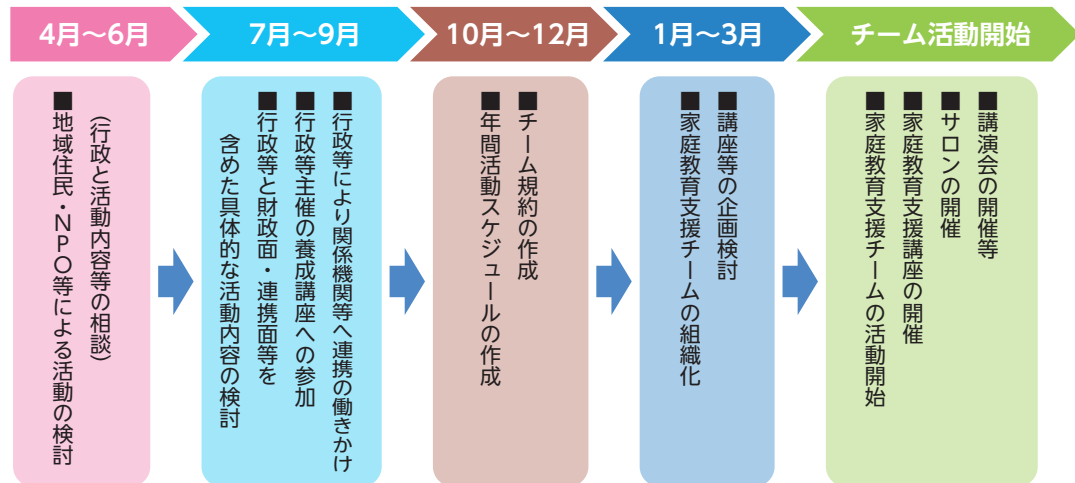 4月～6月
7月～9月
10月～12月
1月～3月
チーム活動開始
（行政と活動内容等の相談）
■地域住民・ＮＰＯ等による活動の検討
■行政等により関係機関等へ連携の働きかけ
■行政等主催の養成講座への参加
■行政等と財政面・連携面等を
含めた具体的な活動内容の検討
■チーム規約の作成
■年間活動スケジュールの作成
■講座等の企画検討
■家庭教育支援チームの組織化
■講演会の開催等
■サロンの開催
■家庭教育支援講座の開催
■家庭教育支援チームの活動開始